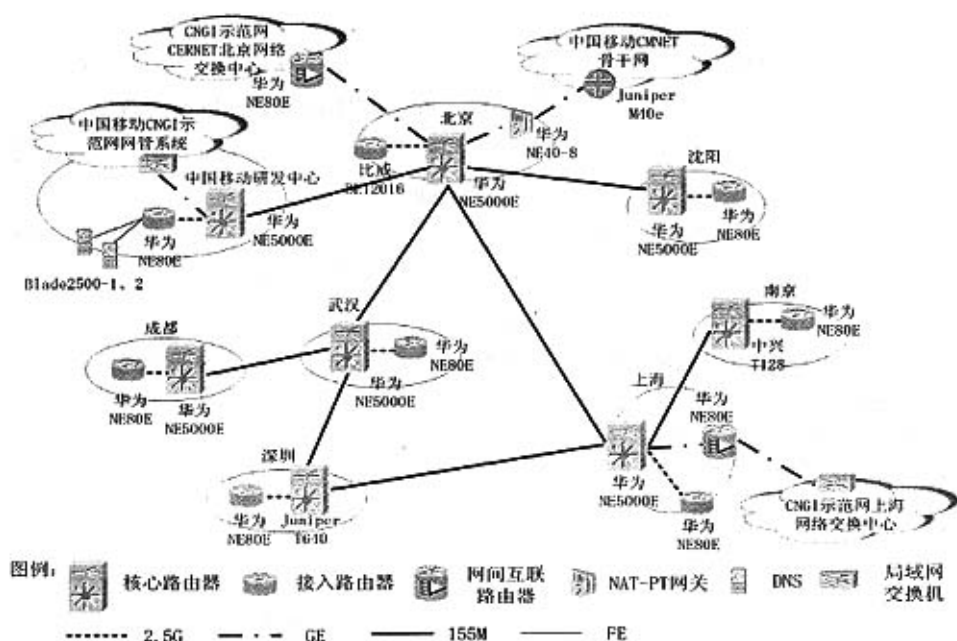 CNGI示范网
CERNET北京网络
交换中心
华为
NE80E
中国移动CMNET
骨干网
Juniper
M40e
北京
华为
NE40-8
比威
华为
NE5000E
中国移动CNGI示
范网网管系统
中国移动研发中心
华为
NE5000E
华为
NE80E
Blade2500-1、2
沈阳
华为
NE80E
华为
NE5000E
武汉
华为
NE80E
华为
NE5000E
成都
华为
NE80E
华为
NE5000E
南京
华为
NE80E
中兴
T128
上海
华为
NE80E
华为
NE5000E
华为
NE80E
CNGI示范网上海
网络交换中心
深圳
华为
NE80E
Juniper
T640
图例:
核心路由器
接入路由器
网间互联
路由器
NAT-PT网关
DNS
局域网
交换机
2.5G
GE
155M
FE